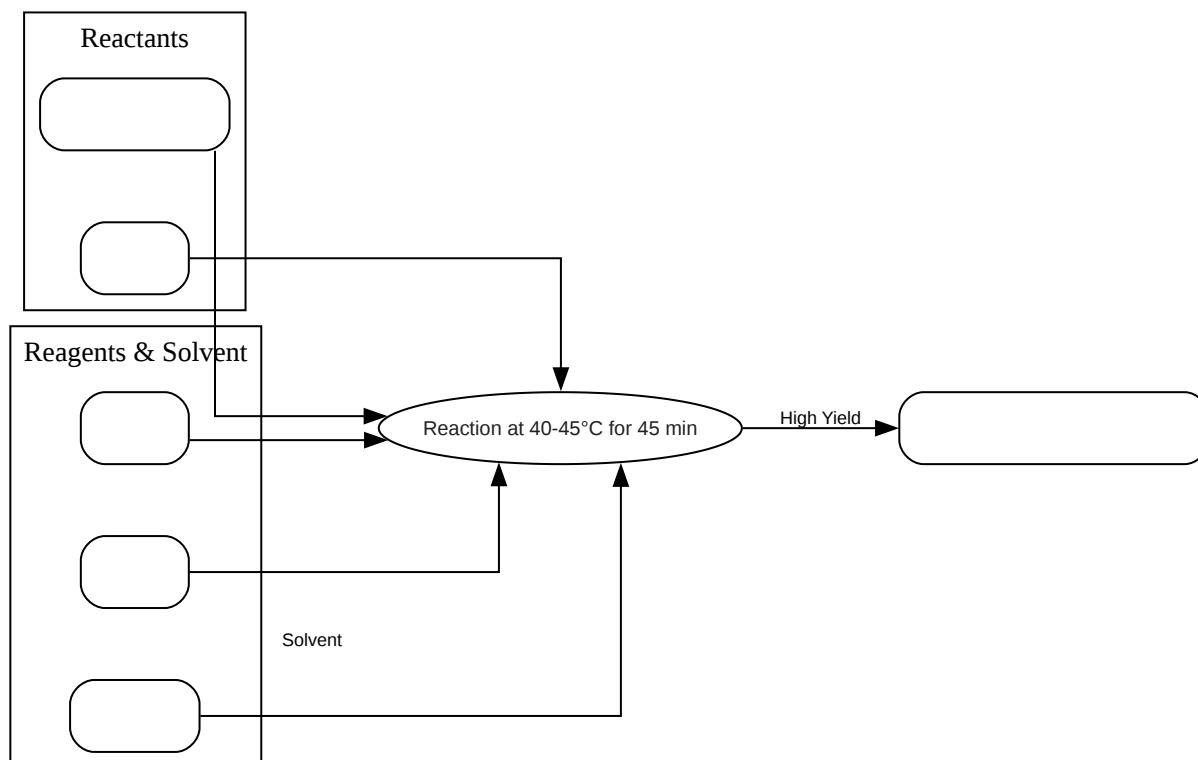 Reactants
Reagents & Solvent
Reaction at 40-45°C for 45 min
High Yield
Solvent